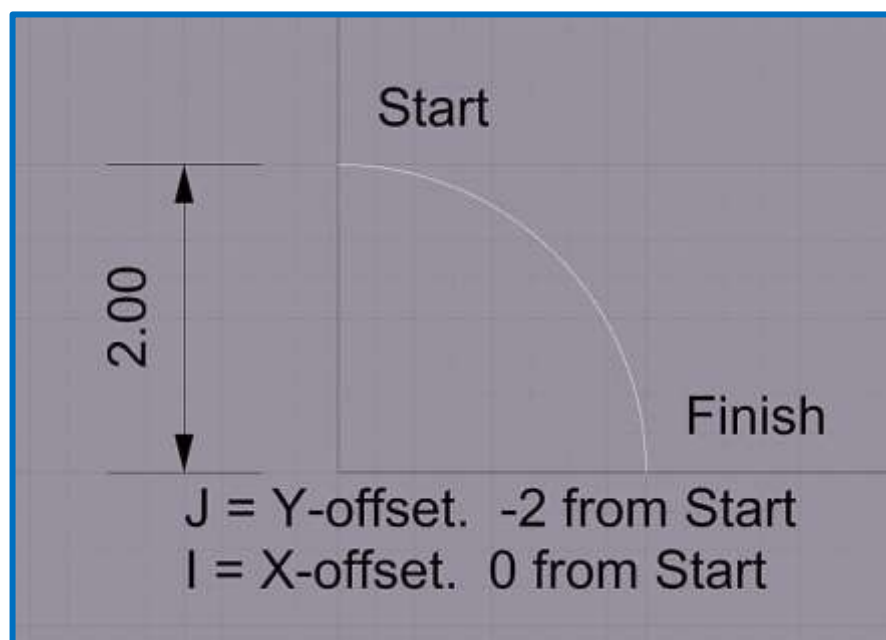 Start
2.00
Finish
J = Y-offset.  -2 from Start
I = X-offset.  0 from Start